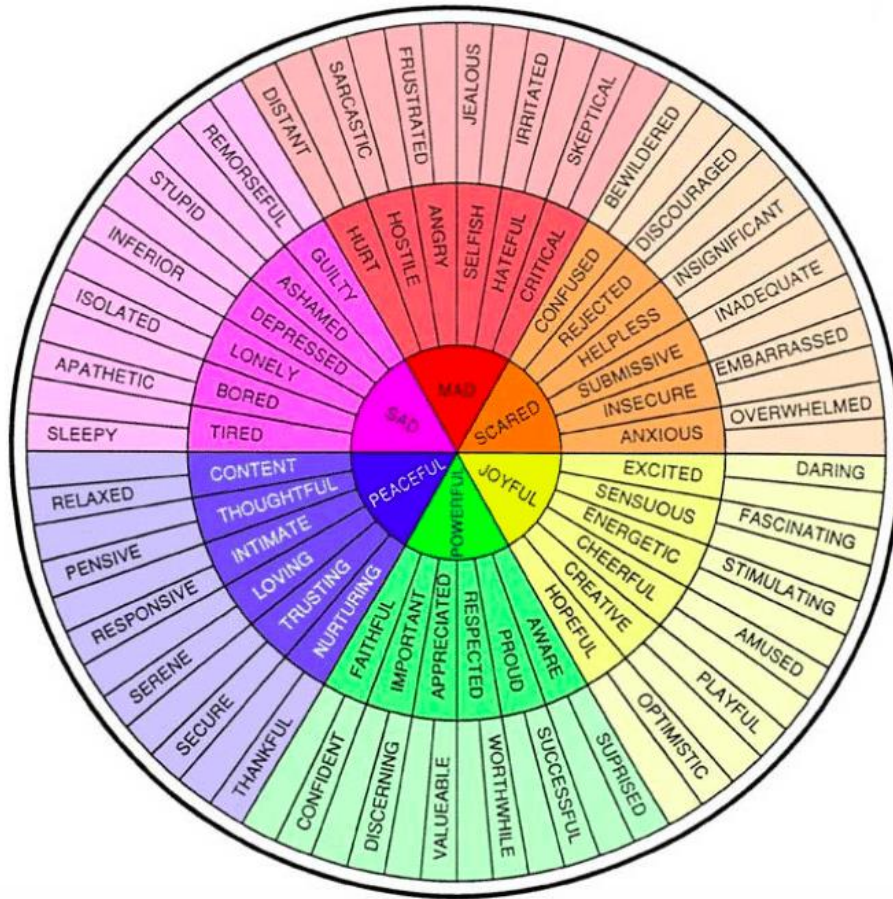 MAD
SCARED
JOYFUL
POWERFUL
PEACEFUL
SAD
HURT
HOSTILE
ANGRY
SELFISH
HATEFUL
CRITICAL
CONFUSED
REJECTED
HELPLESS
SUBMISSIVE
INSECURE
ANXIOUS
EXCITED
SENSUOUS
ENERGETIC
CHEERFUL
CREATIVE
HOPEFUL
AWARE
PROUD
RESPECTED
APPRECIATED
IMPORTANT
FAITHFUL
NURTURING
TRUSTING
LOVING
INTIMATE
THOUGHTFUL
CONTENT
TIRED
BORED
LONELY
DEPRESSED
ASHAMED
GUILTY
DISTANT
SARCASTIC
FRUSTRATED
JEALOUS
IRRITATED
SKEPTICAL
BEWILDERED
DISCOURAGED
INSIGNIFICANT
INADEQUATE
EMBARRASSED
OVERWHELMED
DARING
FASCINATING
STIMULATING
AMUSED
PLAYFUL
OPTIMISTIC
SUPRISED
SUCCESSFUL
WORTHWHILE
VALUEABLE
DISCERNING
CONFIDENT
THANKFUL
SECURE
SERENE
RESPONSIVE
PENSIVE
RELAXED
SLEEPY
APATHETIC
ISOLATED
INFERIOR
STUPID
REMORSEFUL